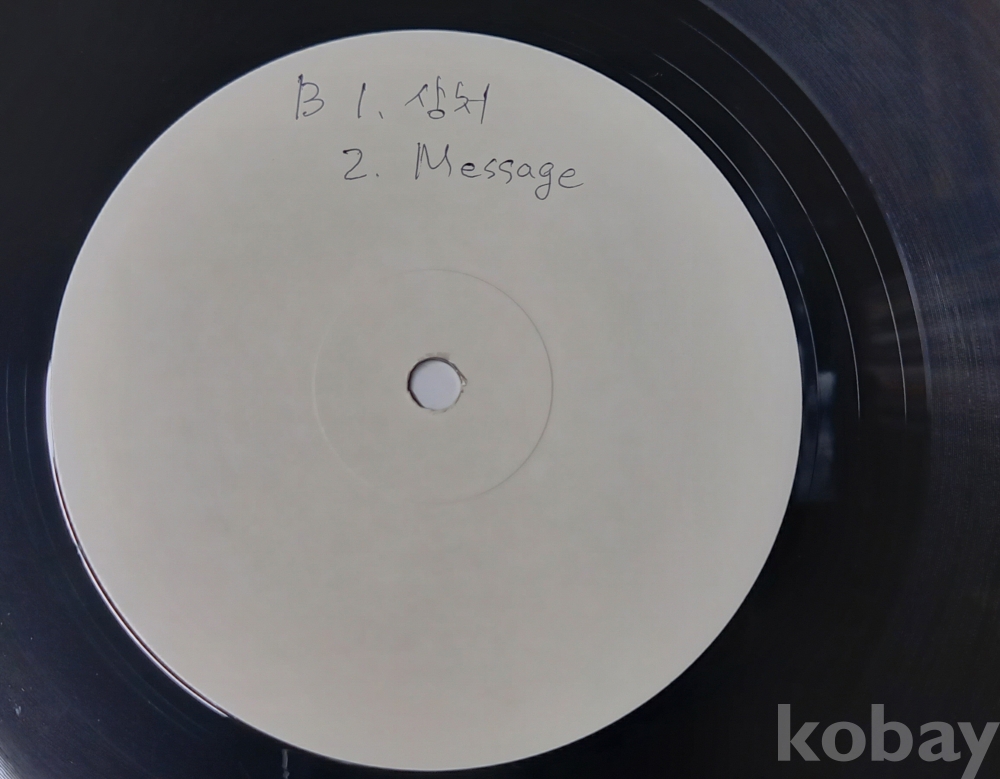 B 1. 상처
2. Message
kobay